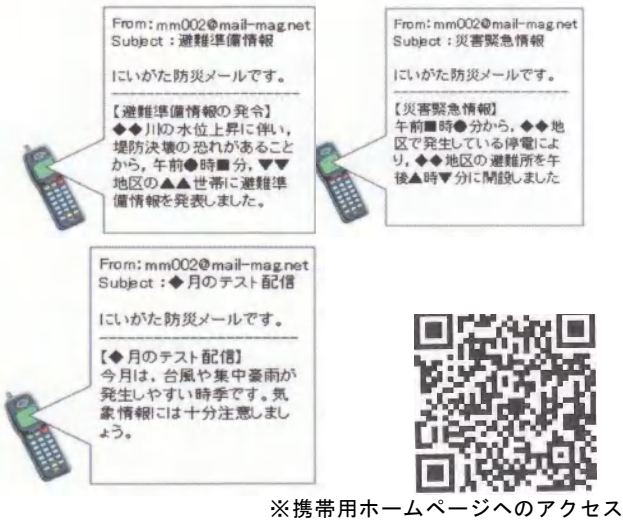 From:mm002@mail-mag.net
Subject:避難準備情報
にいがた防災メールです。
【避難準備情報の発令】
◆◆川の水位上昇に伴い,
堤防決壊の恐れがあること
から,午前●時■分,▼▼
地区の▲▲世帯に避難準
備情報を発表しました。
From:mm002@mail-mag.net
Subject:災害緊急情報
にいがた防災メールです。
【災害緊急情報】
午前■時●分から,◆◆地
区で発生している停電によ
り,◆◆地区の避難所を午
後▲時▼分に開設しました
From:mm002@mail-mag.net
Subject:◆月のテスト配信
にいがた防災メールです。
【◆月のテスト配信】
今月は,台風や集中豪雨が
発生しやすい時季です。気
象情報には十分注意しまし
ょう。
※携帯用ホームページへのアクセス